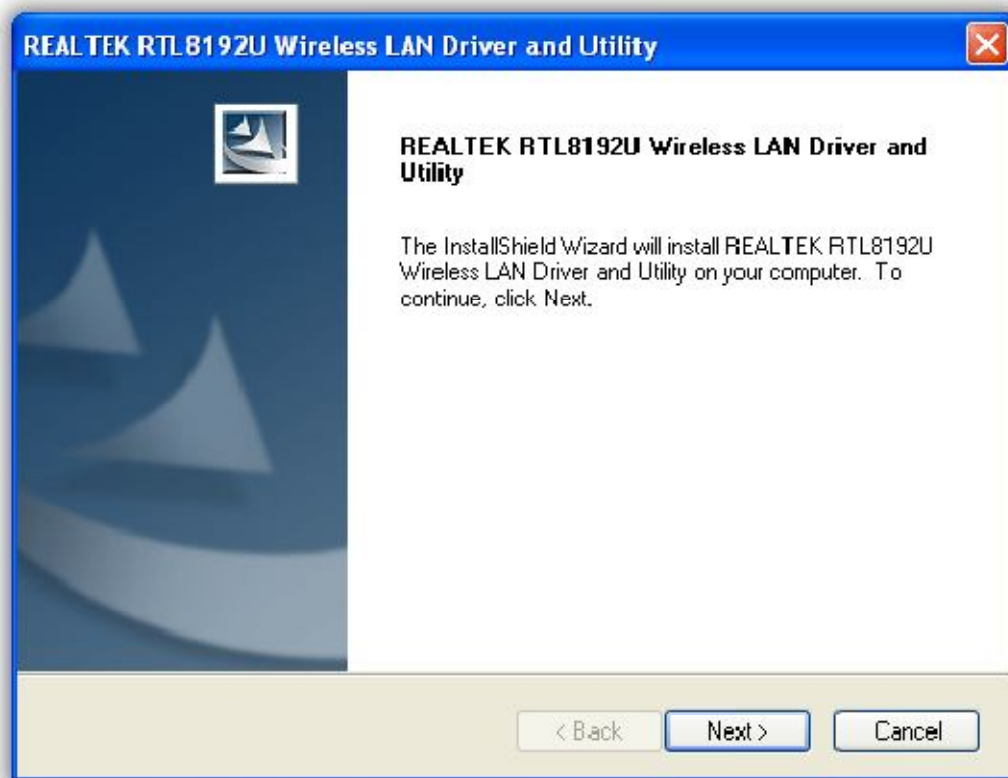 REALTEK RTL8192U Wireless LAN Driver and Utility
REALTEK RTL8192U Wireless LAN Driver and
Utility
The InstallShield Wizard will install REALTEK RTL8192U
Wireless LAN Driver and Utility on your computer.  To
continue, click Next.
< Back
Next >
Cancel